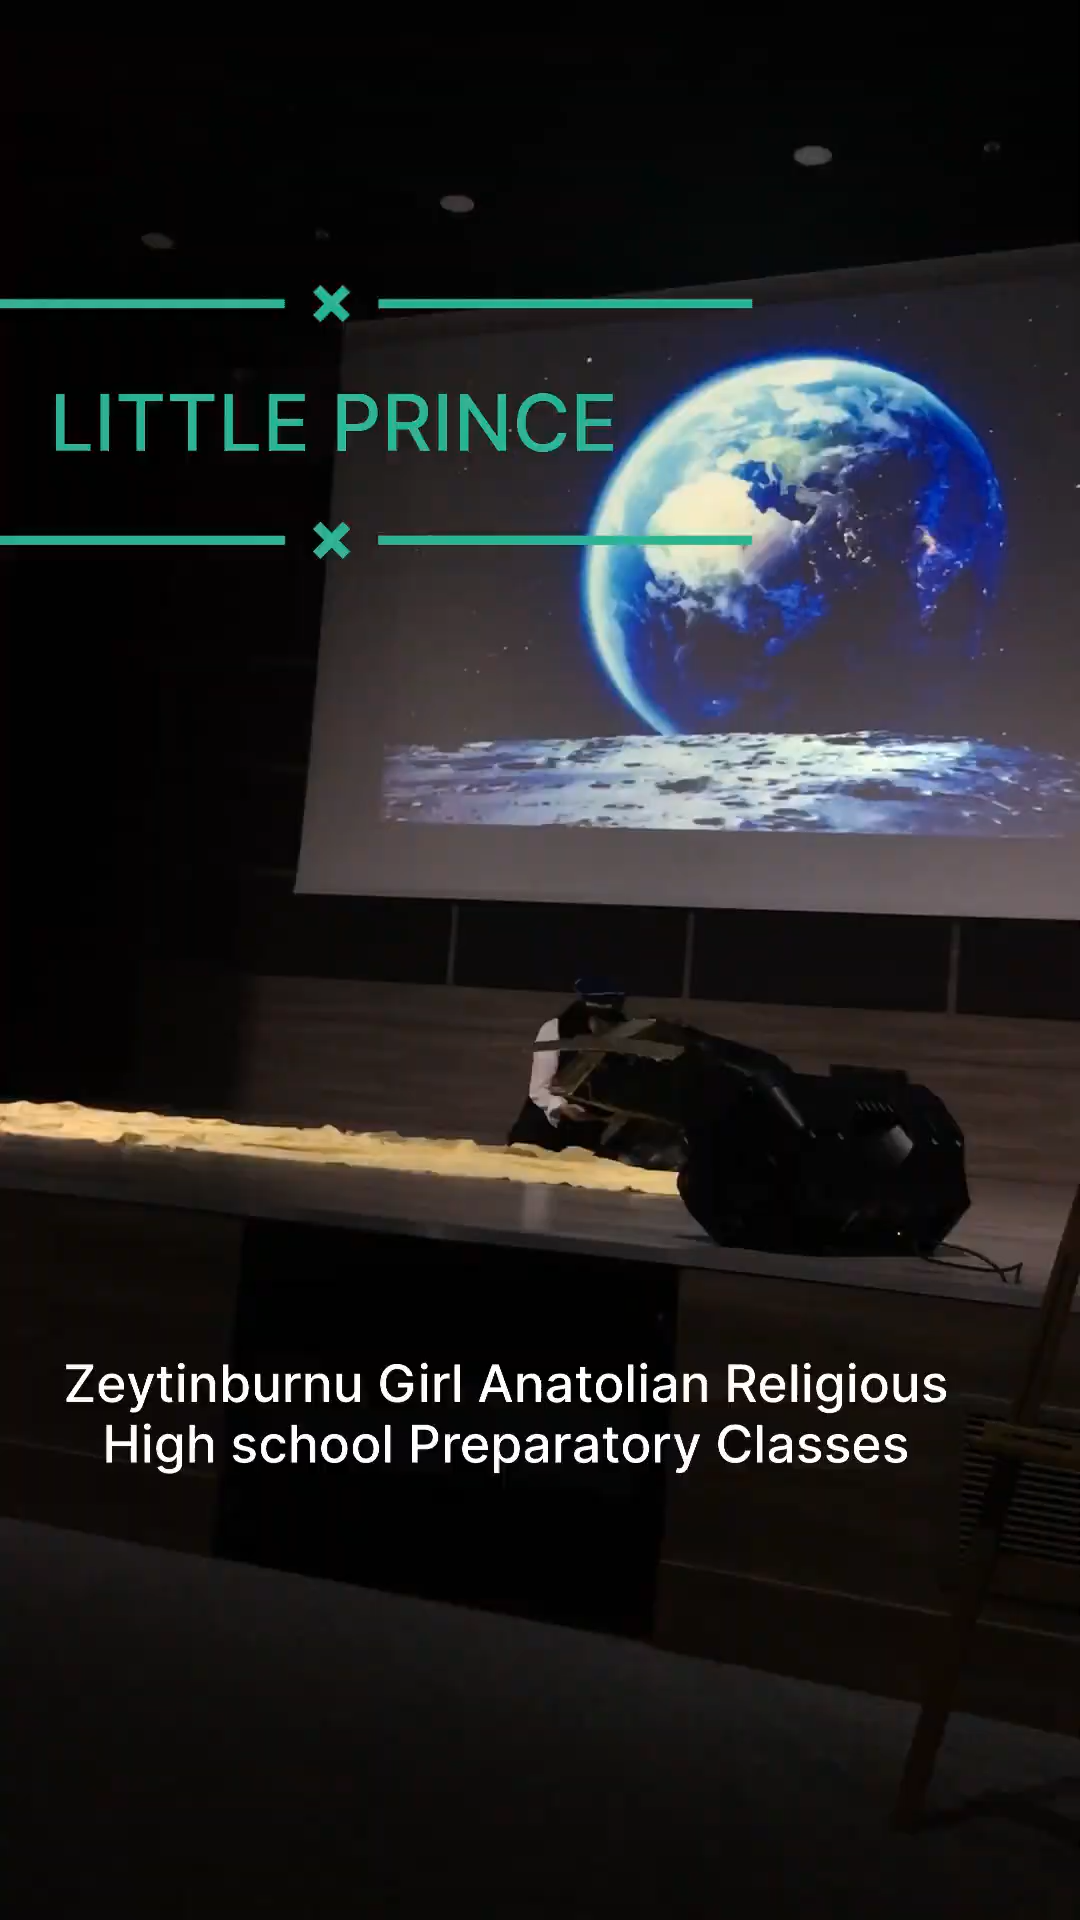 LITTLE PRINCE
Zeytinburnu Girl Anatolian Religious
High school Preparatory Classes